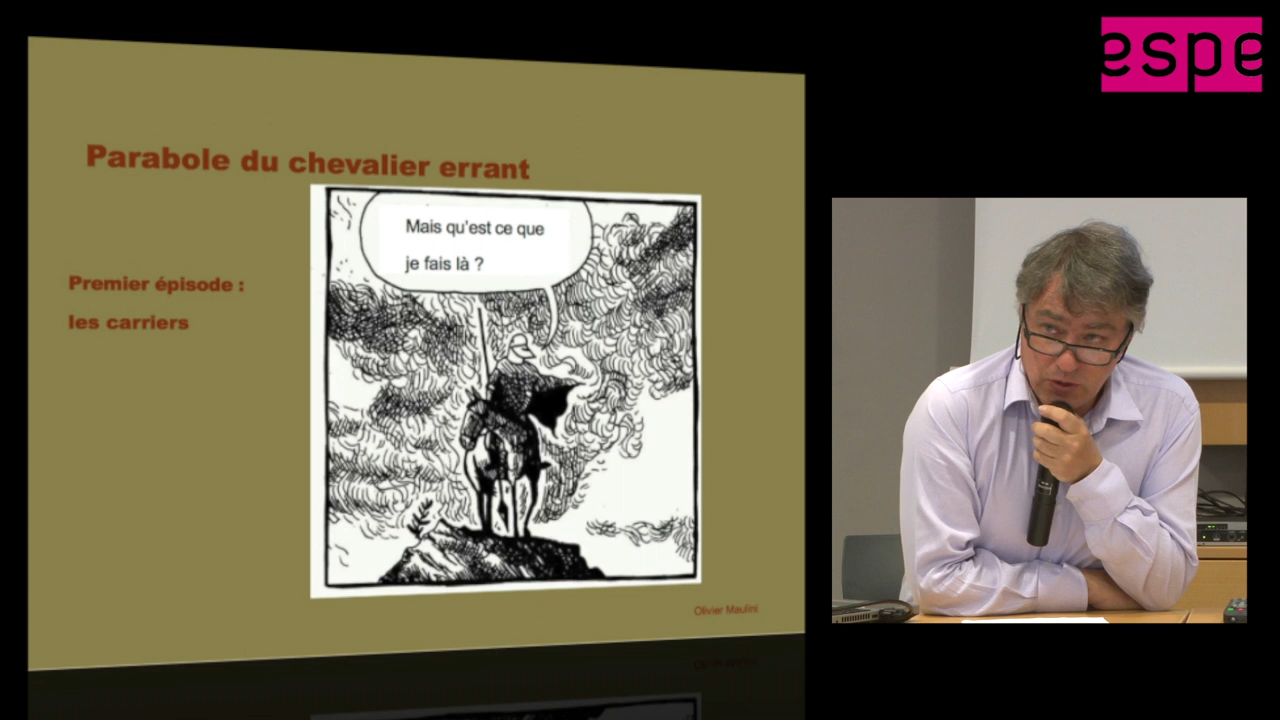 espe
Parabole du chevalier errant
Mais qu'est ce que
je fais là ?
Premier épisode :
les carriers
Olivier Maulini